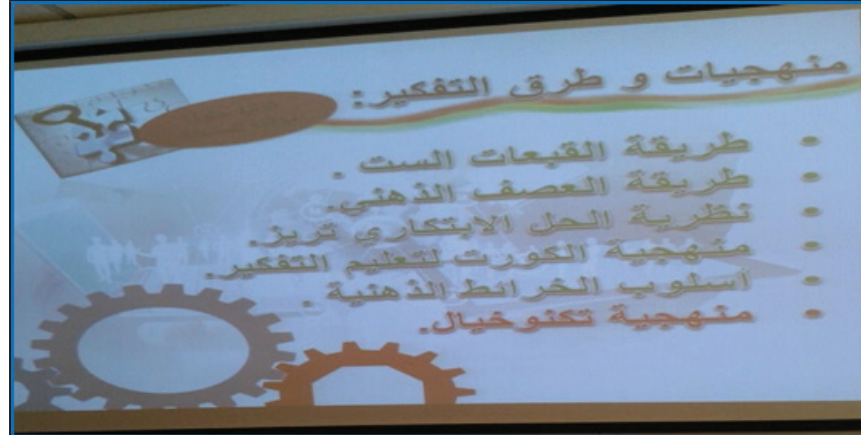 منهجيات و طرق التفكير:
• طريقة القبعات الست .
• طريقة العصف الذهني.
• نظرية الحل الابتكاري تريز.
• منهجية الكورت لتعليم التفكير.
• اسلوب الخرائط الذهنية .
• منهجية تكنوخيال.